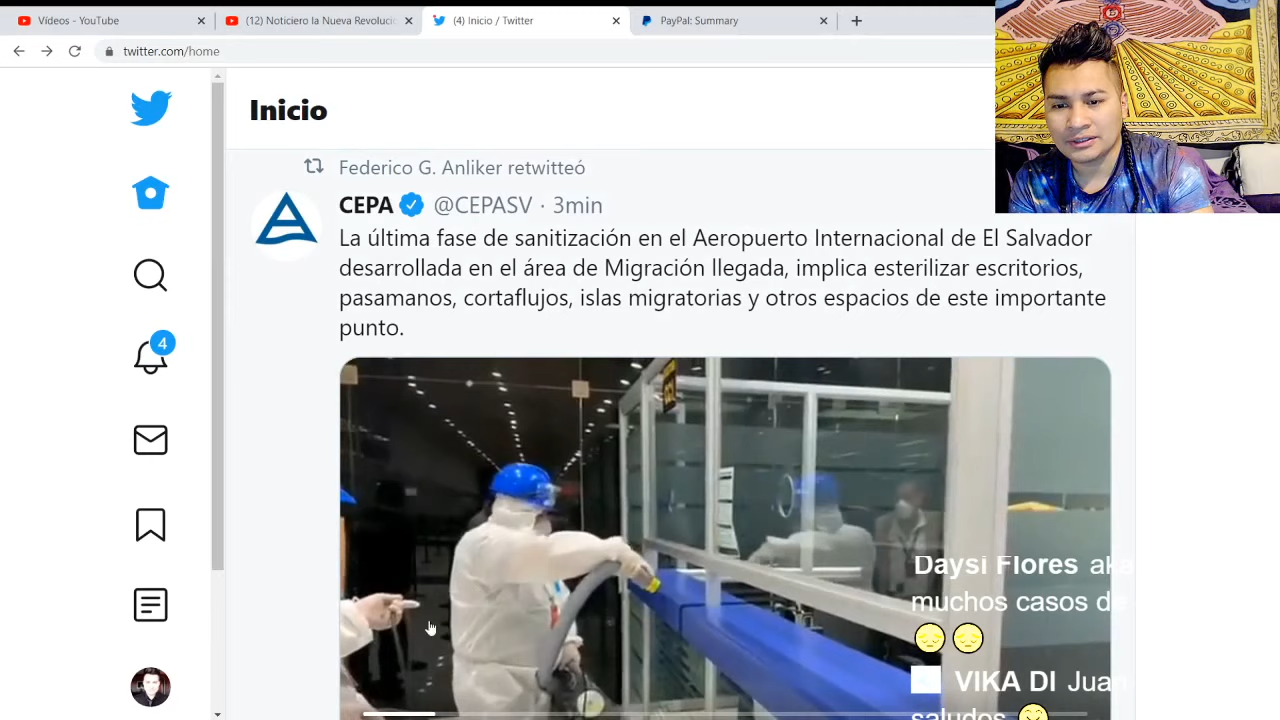 Vídeos - YouTube
(12) Noticiero la Nueva Revoluci
(4) Inicio / Twitter
PayPal: Summary
twitter.com/home
Inicio
Federico G. Anliker retwitteó
CEPA @CEPASV · 3min
La última fase de sanitización en el Aeropuerto Internacional de El Salvador
desarrollada en el área de Migración llegada, implica esterilizar escritorios,
pasamanos, cortaflujos, islas migratorias y otros espacios de este importante
punto.
4
Daysi Flores aka
muchos casos de
VIKA DI Juan
saludos